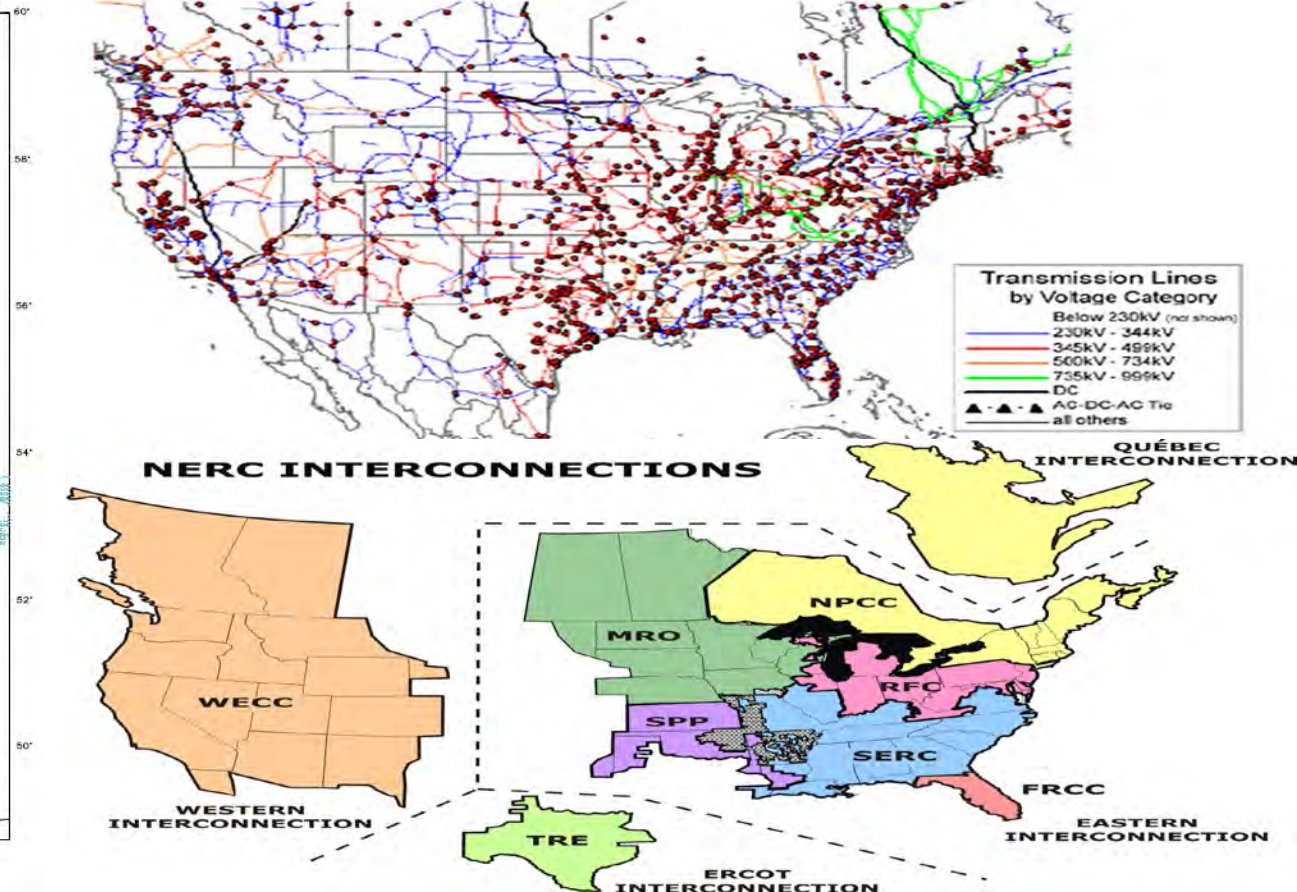 60°
58°
56°
54°
52°
50°
Transmission Lines
by Voltage Category
Below 230kV (not shown)
230kV - 344kV
345kV - 499kV
500kV - 734kV
735kV - 999kV
DC
AC-DC-AC Tie
all others
NERC INTERCONNECTIONS
QUÉBEC
INTERCONNECTION
NPCC
MRO
RFC
WECC
SPP
SERC
FRCC
WESTERN
INTERCONNECTION
EASTERN
INTERCONNECTION
TRE
ERCOT
INTERCONNECTION